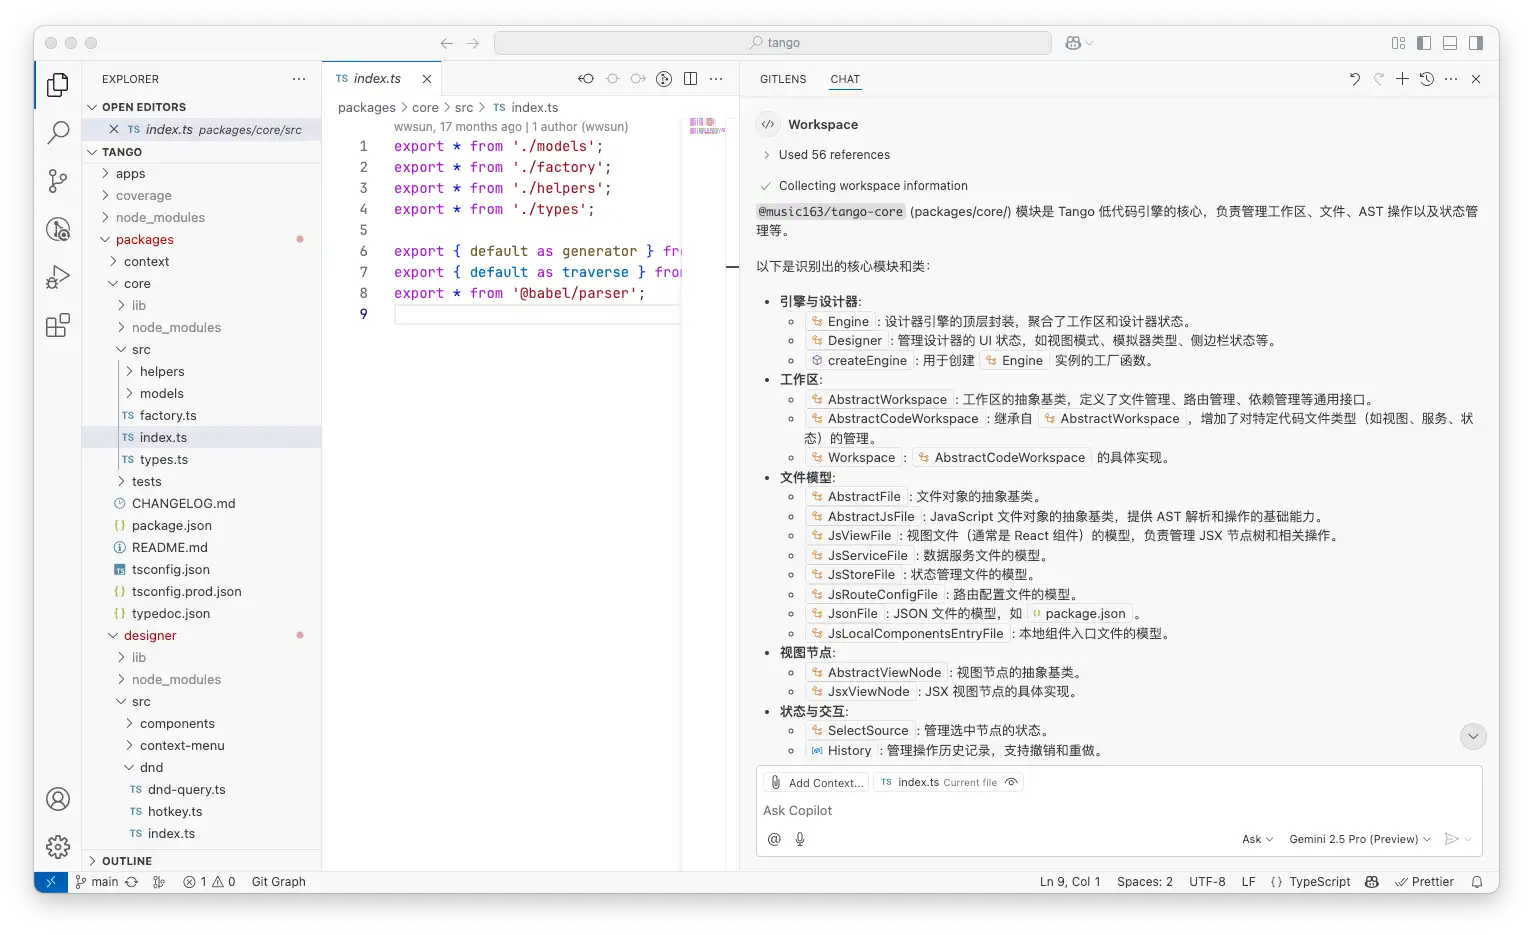 tango
EXPLORER
OPEN EDITORS
TS index.ts packages/core/src
TANGO
apps
coverage
node_modules
packages
context
core
lib
node_modules
src
helpers
models
TS factory.ts
TS index.ts
TS types.ts
tests
CHANGELOG.md
{} package.json
README.md
TS tsconfig.json
{} tsconfig.prod.json
{} typedoc.json
designer
lib
node_modules
src
components
context-menu
dnd
TS dnd-query.ts
TS hotkey.ts
TS index.ts
OUTLINE
TS index.ts
packages > core > src > TS index.ts
wwsun, 17 months ago | 1 author (wwsun)
1 export * from './models';
2 export * from './factory';
3 export * from './helpers';
4 export * from './types';
5
6 export { default as generator } fro
7 export { default as traverse } from
8 export * from '@babel/parser';
9
GITLENS CHAT
Workspace
Used 56 references
Collecting workspace information
@music163/tango-core (packages/core/) 模块是 Tango 低代码引擎的核心，负责管理工作区、文件、AST 操作以及状态管
理等。
以下是识别出的核心模块和类：
• 引擎与设计器:
Engine : 设计器引擎的顶层封装，聚合了工作区和设计器状态。
Designer : 管理设计器的 UI 状态，如视图模式、模拟器类型、侧边栏状态等。
createEngine : 用于创建 Engine 实例的工厂函数。
• 工作区:
AbstractWorkspace : 工作区的抽象基类，定义了文件管理、路由管理、依赖管理等通用接口。
AbstractCodeWorkspace : 继承自 AbstractWorkspace ，增加了对特定代码文件类型（如视图、服务、状
态）的管理。
Workspace : AbstractCodeWorkspace 的具体实现。
• 文件模型:
AbstractFile : 文件对象的抽象基类。
AbstractJsFile : JavaScript 文件对象的抽象基类，提供 AST 解析和操作的基础能力。
JsViewFile : 视图文件（通常是 React 组件）的模型，负责管理 JSX 节点树和相关操作。
JsServiceFile : 数据服务文件的模型。
JsStoreFile : 状态管理文件的模型。
JsRouteConfigFile : 路由配置文件的模型。
JsonFile : JSON 文件的模型，如 {} package.json 。
JsLocalComponentsEntryFile : 本地组件入口文件的模型。
• 视图节点:
AbstractViewNode : 视图节点的抽象基类。
JsxViewNode : JSX 视图节点的具体实现。
• 状态与交互:
SelectSource : 管理选中节点的状态。
History : 管理操作历史记录，支持撤销和重做。
Add Context... TS index.ts Current file
Ask Copilot
@ Ask Gemini 2.5 Pro (Preview)
main 1 0 Git Graph Ln 9, Col 1 Spaces: 2 UTF-8 LF {} TypeScript Prettier